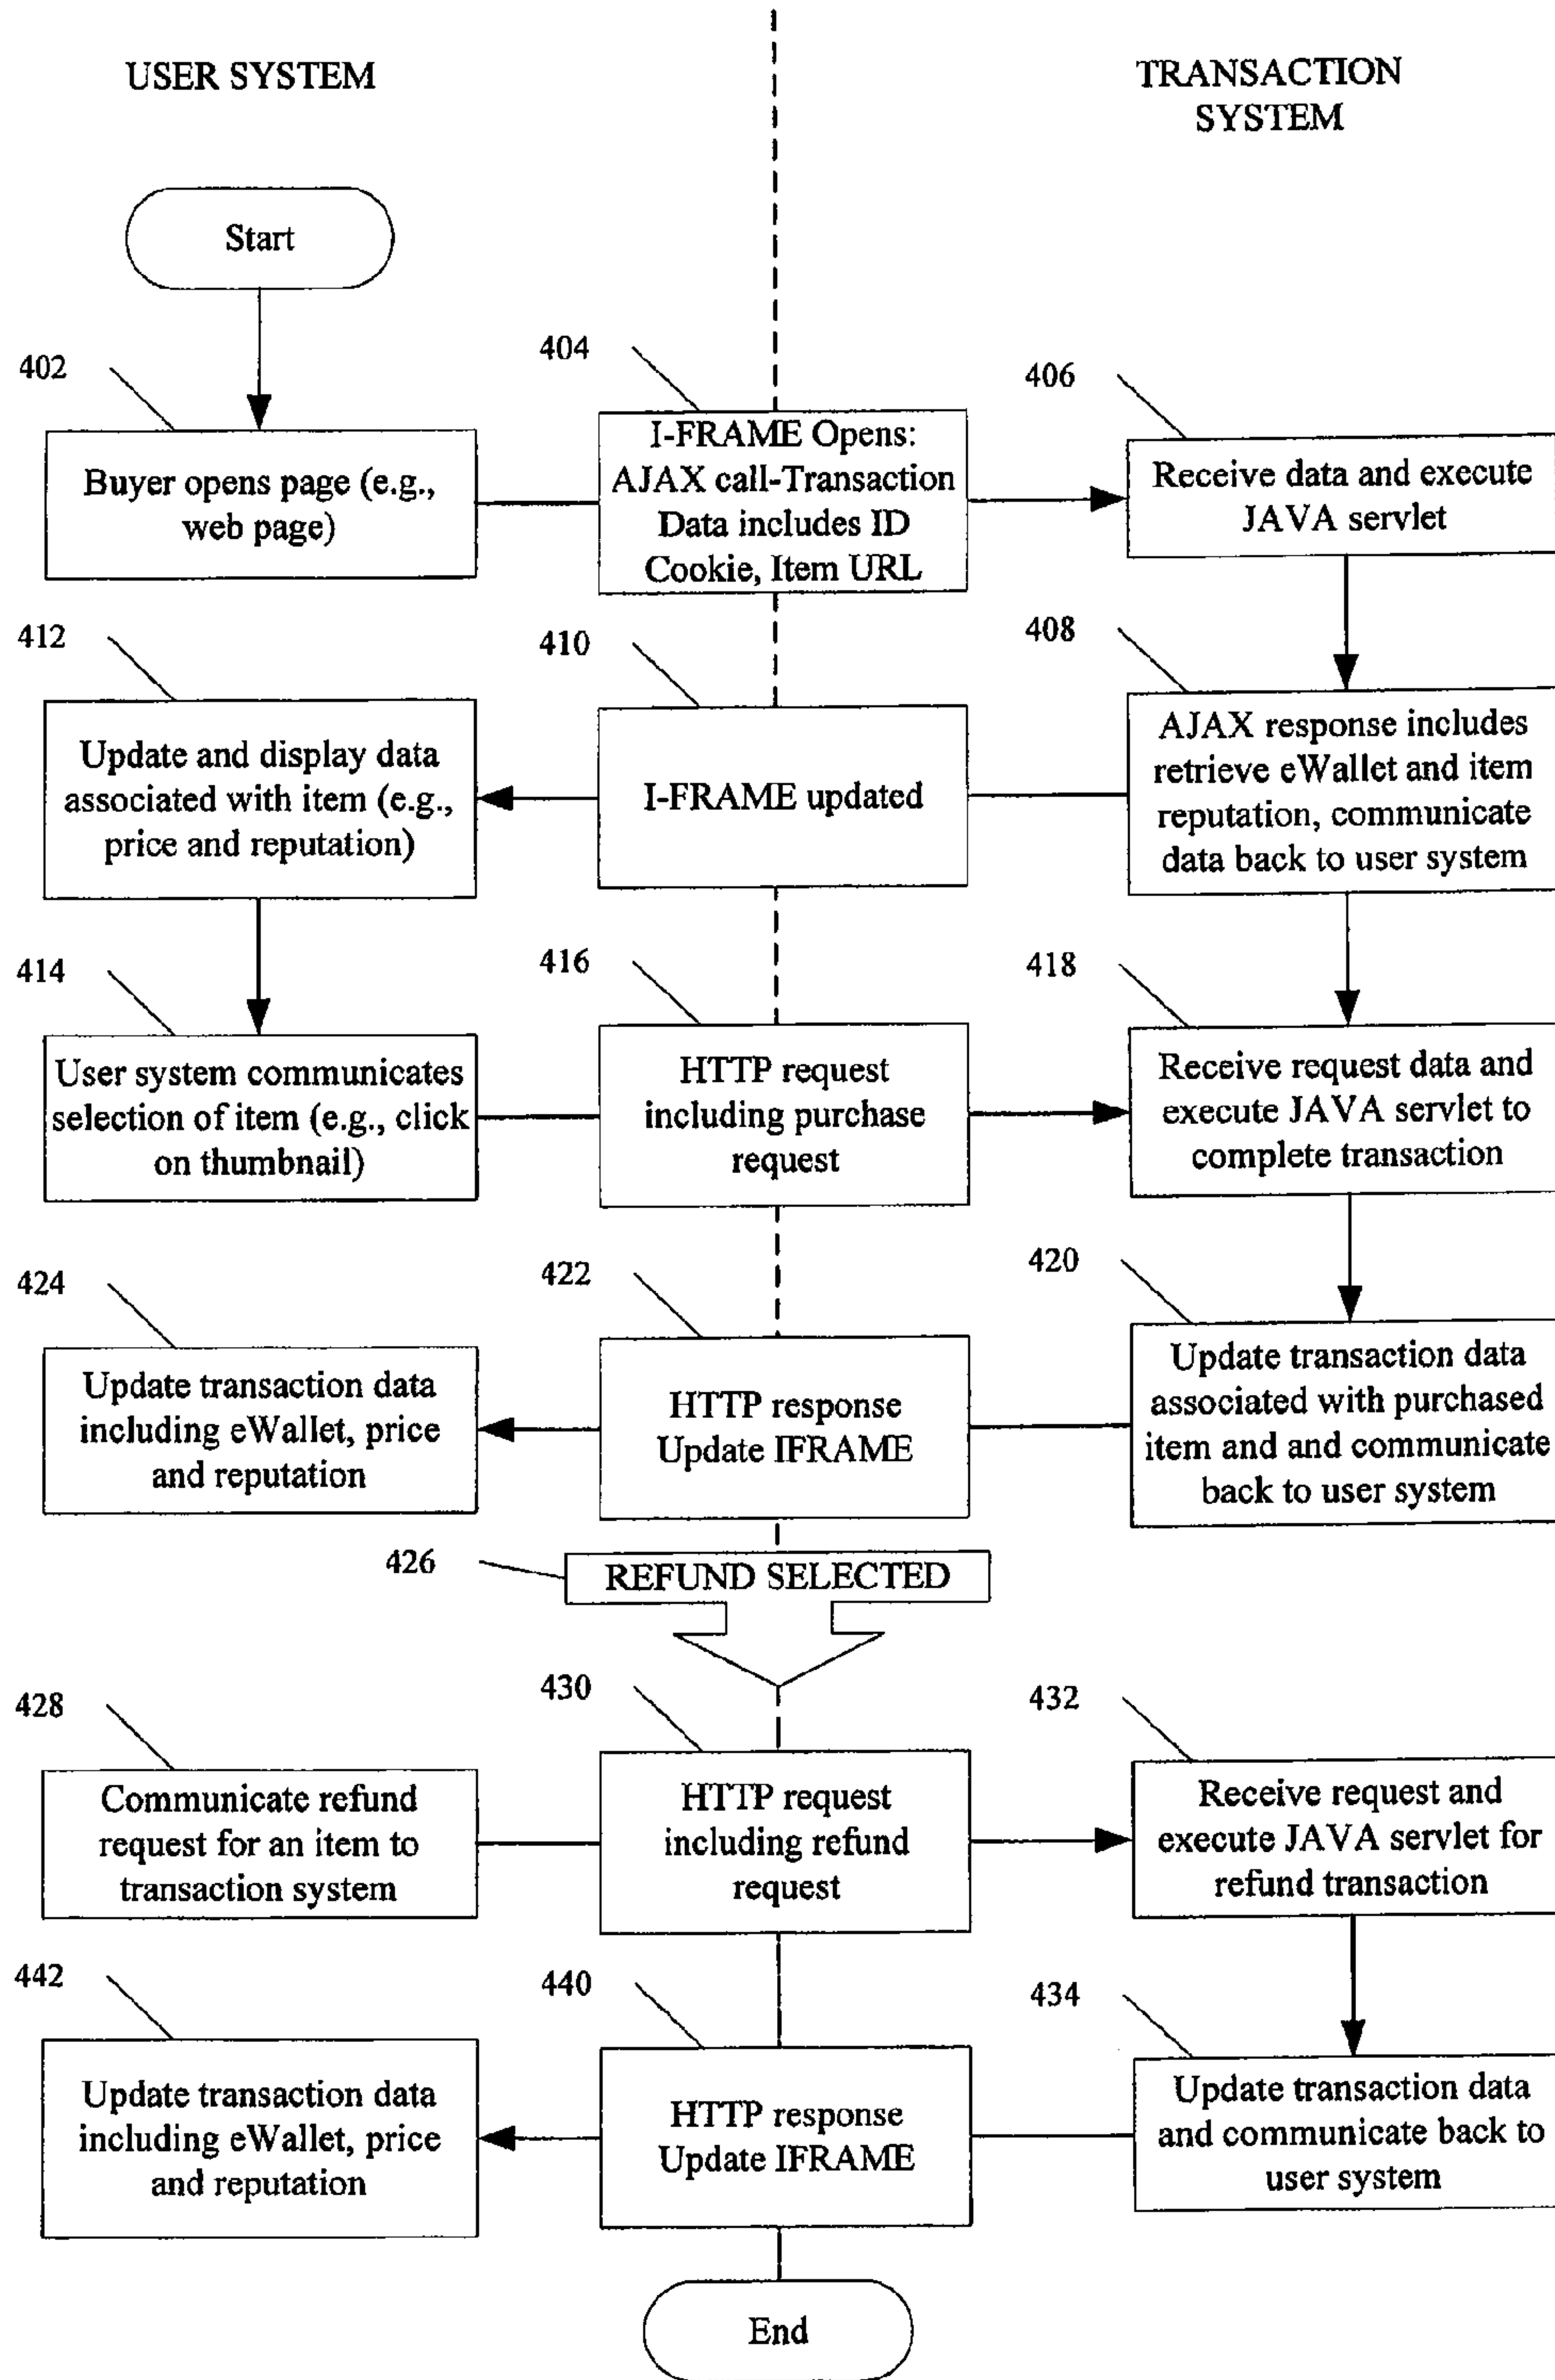 USER SYSTEM
TRANSACTION
SYSTEM
Start
402
404
406
Buyer opens page (e.g.,
web page)
I-FRAME Opens:
AJAX call-Transaction
Data includes ID
Cookie, Item URL
Receive data and execute
JAVA servlet
412
410
408
Update and display data
associated with item (e.g.,
price and reputation)
I-FRAME updated
AJAX response includes
retrieve eWallet and item
reputation, communicate
data back to user system
414
416
418
User system communicates
selection of item (e.g., click
on thumbnail)
HTTP request
including purchase
request
Receive request data and
execute JAVA servlet to
complete transaction
424
422
420
Update transaction data
including eWallet, price
and reputation
HTTP response
Update IFRAME
Update transaction data
associated with purchased
item and and communicate
back to user system
426
REFUND SELECTED
428
430
432
Communicate refund
request for an item to
transaction system
HTTP request
including refund
request
Receive request and
execute JAVA servlet for
refund transaction
442
440
434
Update transaction data
including eWallet, price
and reputation
HTTP response
Update IFRAME
Update transaction data
and communicate back to
user system
End